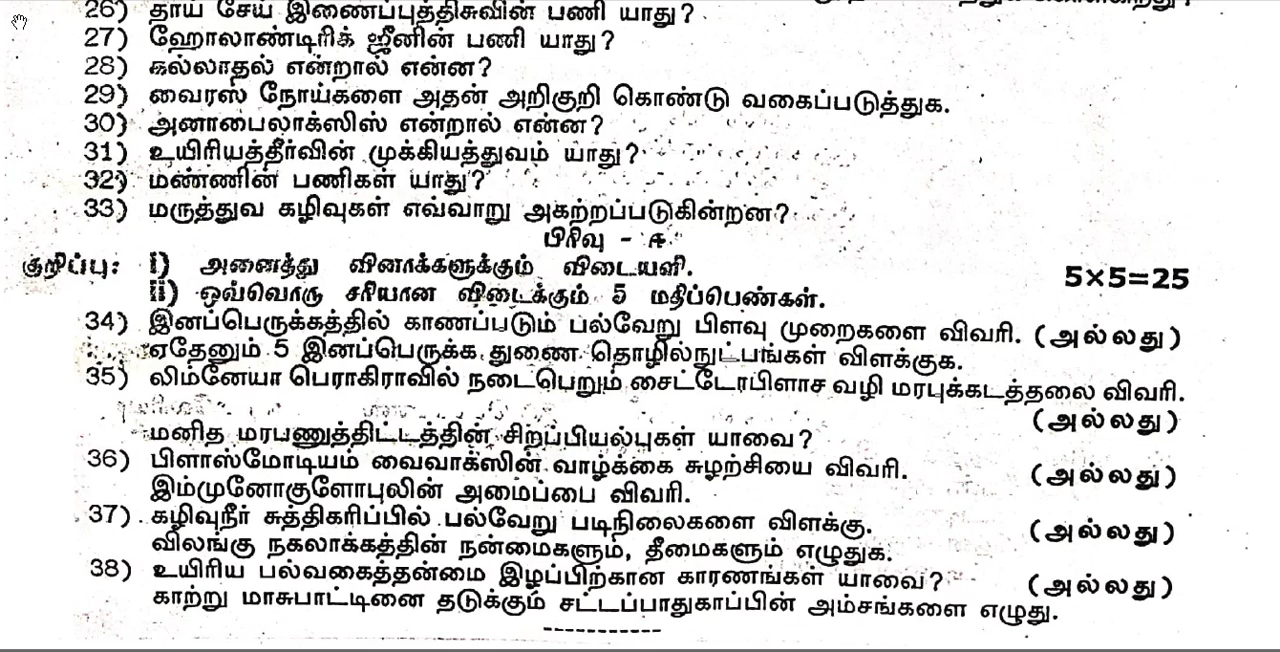 26) தாய் சேய் இணைப்புத்திசுவின் பணி யாது?
27) ஹோலாண்டிரிக் ஜீனின் பணி யாது?
28) கல்லாதல் என்றால் என்ன?
29) வைரஸ் நோய்களை அதன் அறிகுறி கொண்டு வகைப்படுத்துக.
30) அனாபைலாக்ஸிஸ் என்றால் என்ன?
31) உயிரியத்தீர்வின் முக்கியத்துவம் யாது?
32) மண்ணின் பணிகள் யாது?
33) மருத்துவ கழிவுகள் எவ்வாறு அகற்றப்படுகின்றன?
பிரிவு - ஈ
குறிப்பு: i) அனைத்து வினாக்களுக்கும் விடையளி. 5×5=25
ii) ஒவ்வொரு சரியான விடைக்கும் 5 மதிப்பெண்கள்.
34) இனப்பெருக்கத்தில் காணப்படும் பல்வேறு பிளவு முறைகளை விவரி. (அல்லது)
ஏதேனும் 5 இனப்பெருக்க துணை தொழில்நுட்பங்கள் விளக்குக.
35) லிம்னேயா பெராகிராவில் நடைபெறும் சைட்டோபிளாச வழி மரபுக்கடத்தலை விவரி.
(அல்லது)
மனித மரபணுத்திட்டத்தின் சிறப்பியல்புகள் யாவை?
36) பிளாஸ்மோடியம் வைவாக்ஸின் வாழ்க்கை சுழற்சியை விவரி. (அல்லது)
இம்முனோகுளோபுலின் அமைப்பை விவரி.
37) கழிவுநீர் சுத்திகரிப்பில் பல்வேறு படிநிலைகளை விளக்கு. (அல்லது)
விலங்கு நகலாக்கத்தின் நன்மைகளும், தீமைகளும் எழுதுக.
38) உயிரிய பல்வகைத்தன்மை இழப்பிற்கான காரணங்கள் யாவை? (அல்லது)
காற்று மாசுபாட்டினை தடுக்கும் சட்டப்பாதுகாப்பின் அம்சங்களை எழுது.
-----------